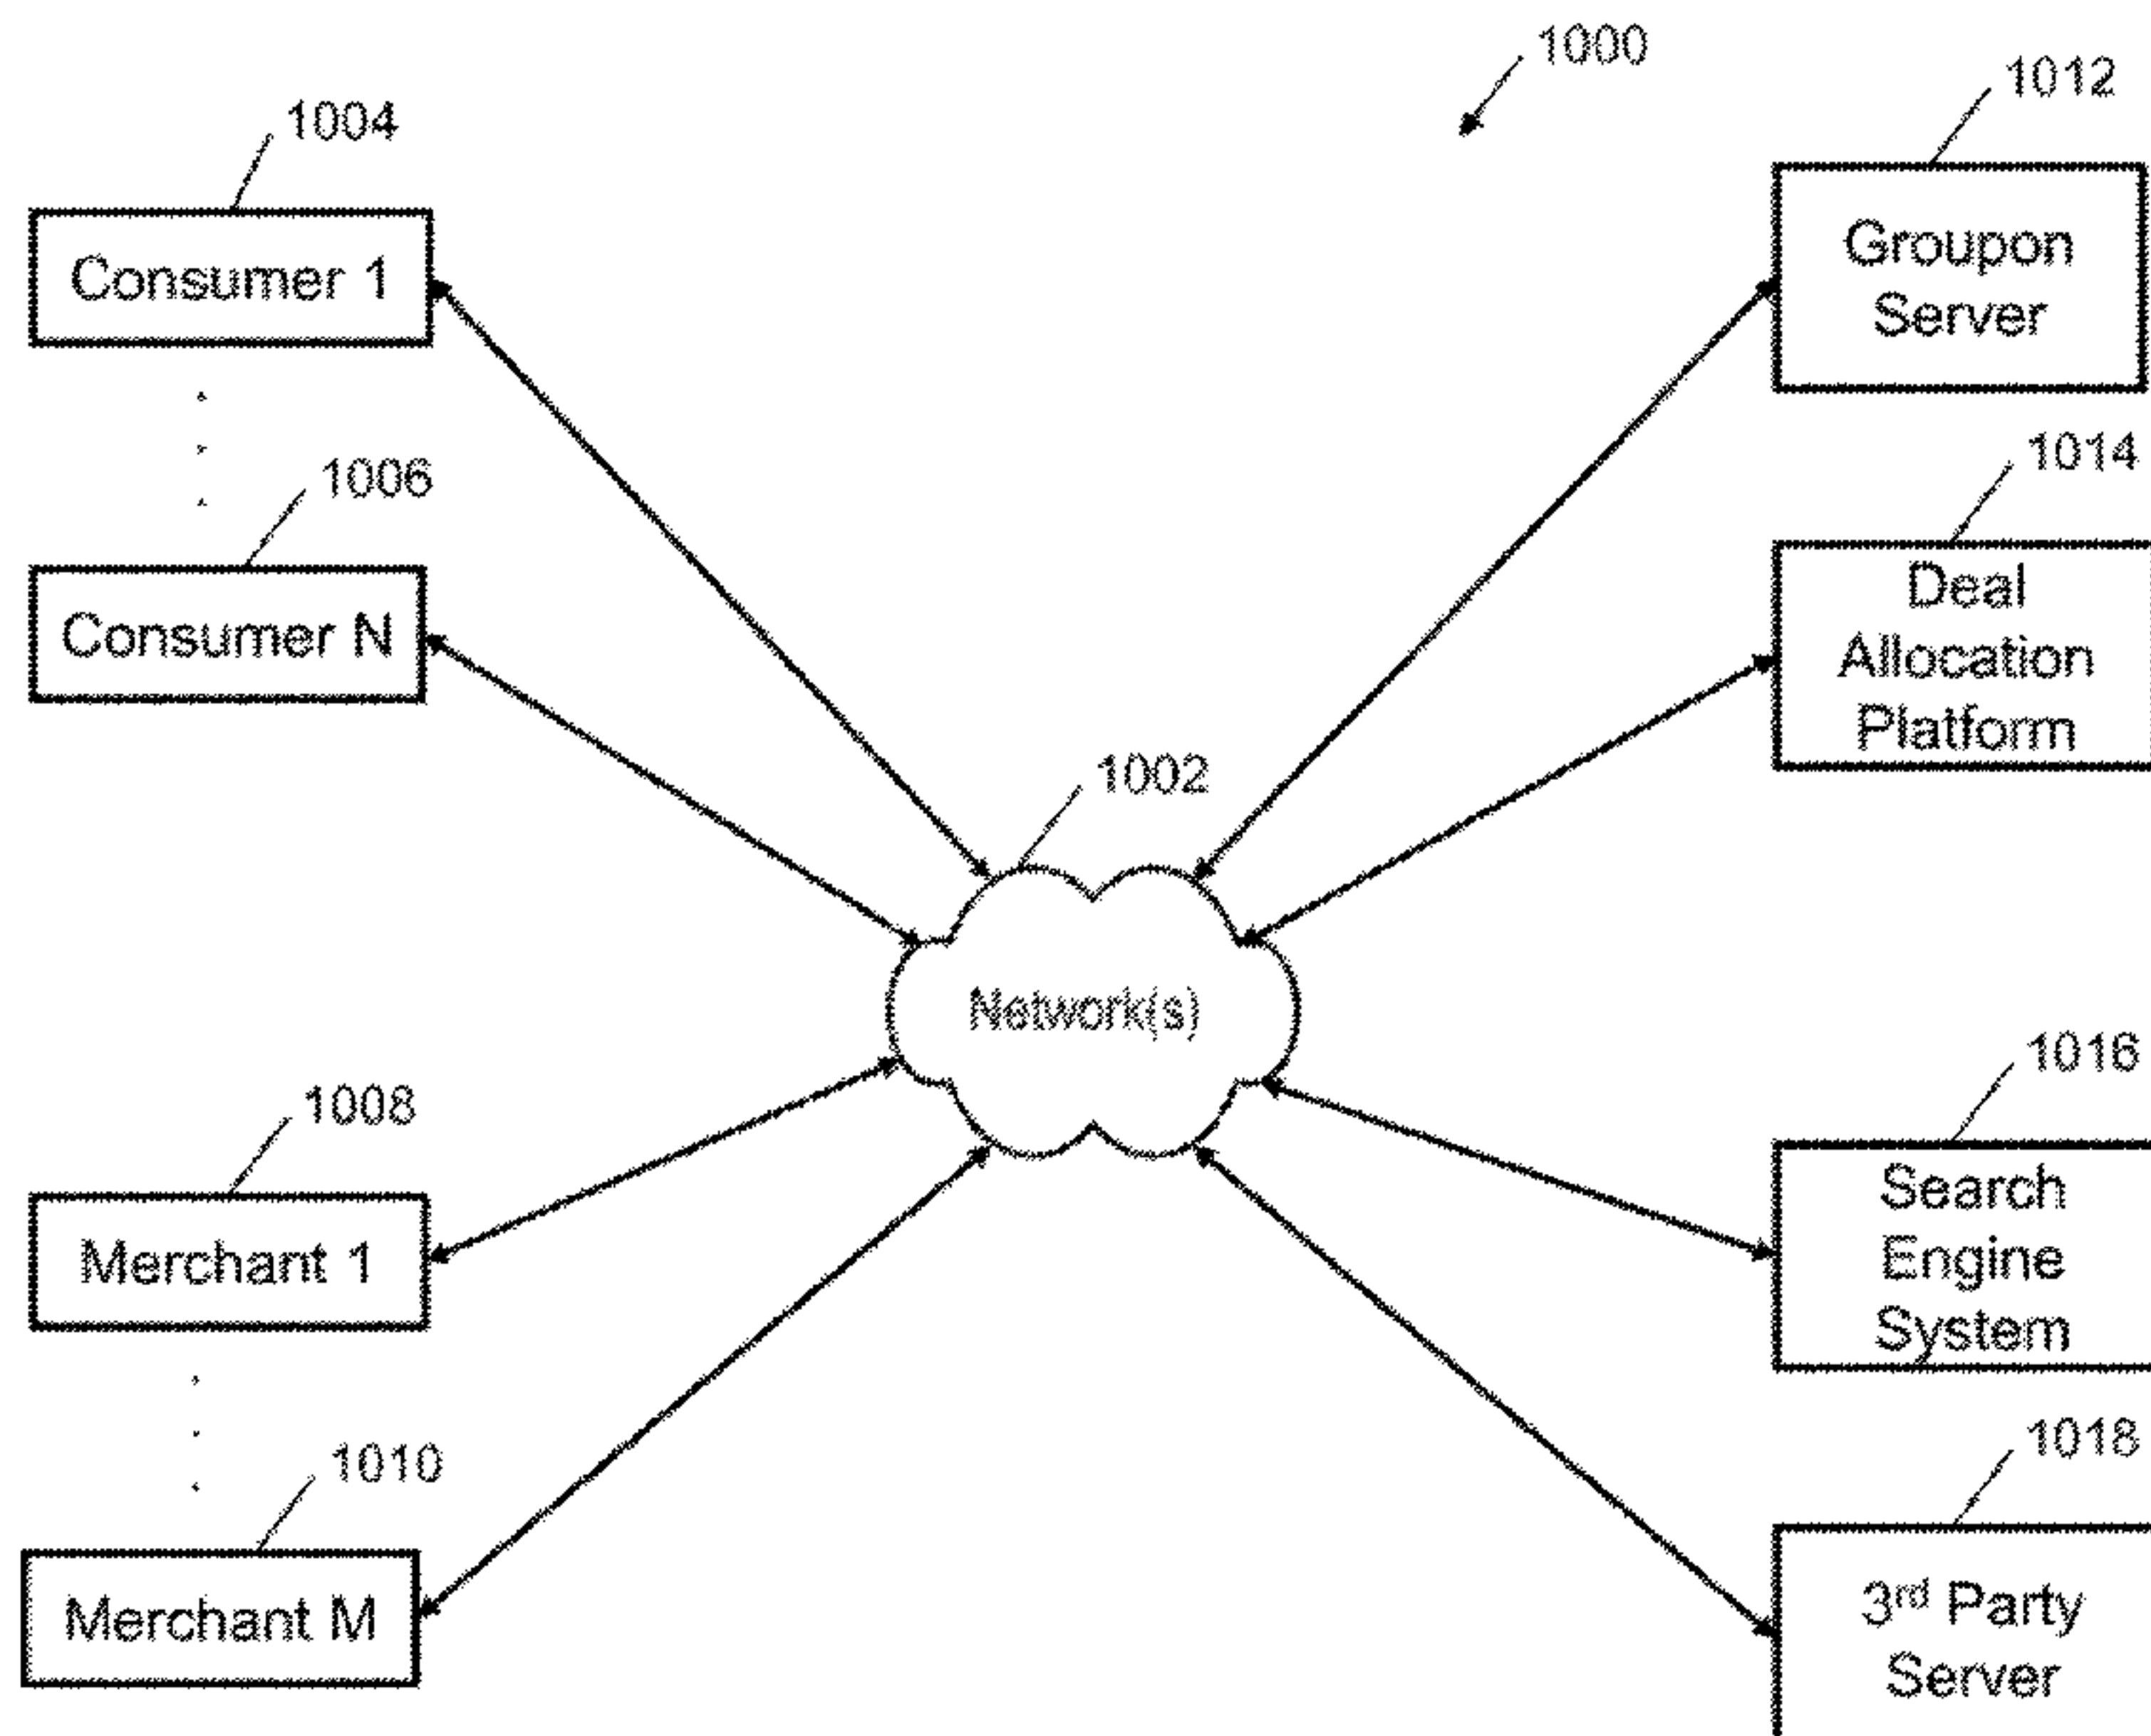 1000
1004
1012
Consumer 1
Groupon
Server
1006
1014
Consumer N
Deal
Allocation
Platform
1002
Network(s)
1008
1016
Merchant 1
Search
Engine
System
1010
1018
Merchant M
3rd Party
Server